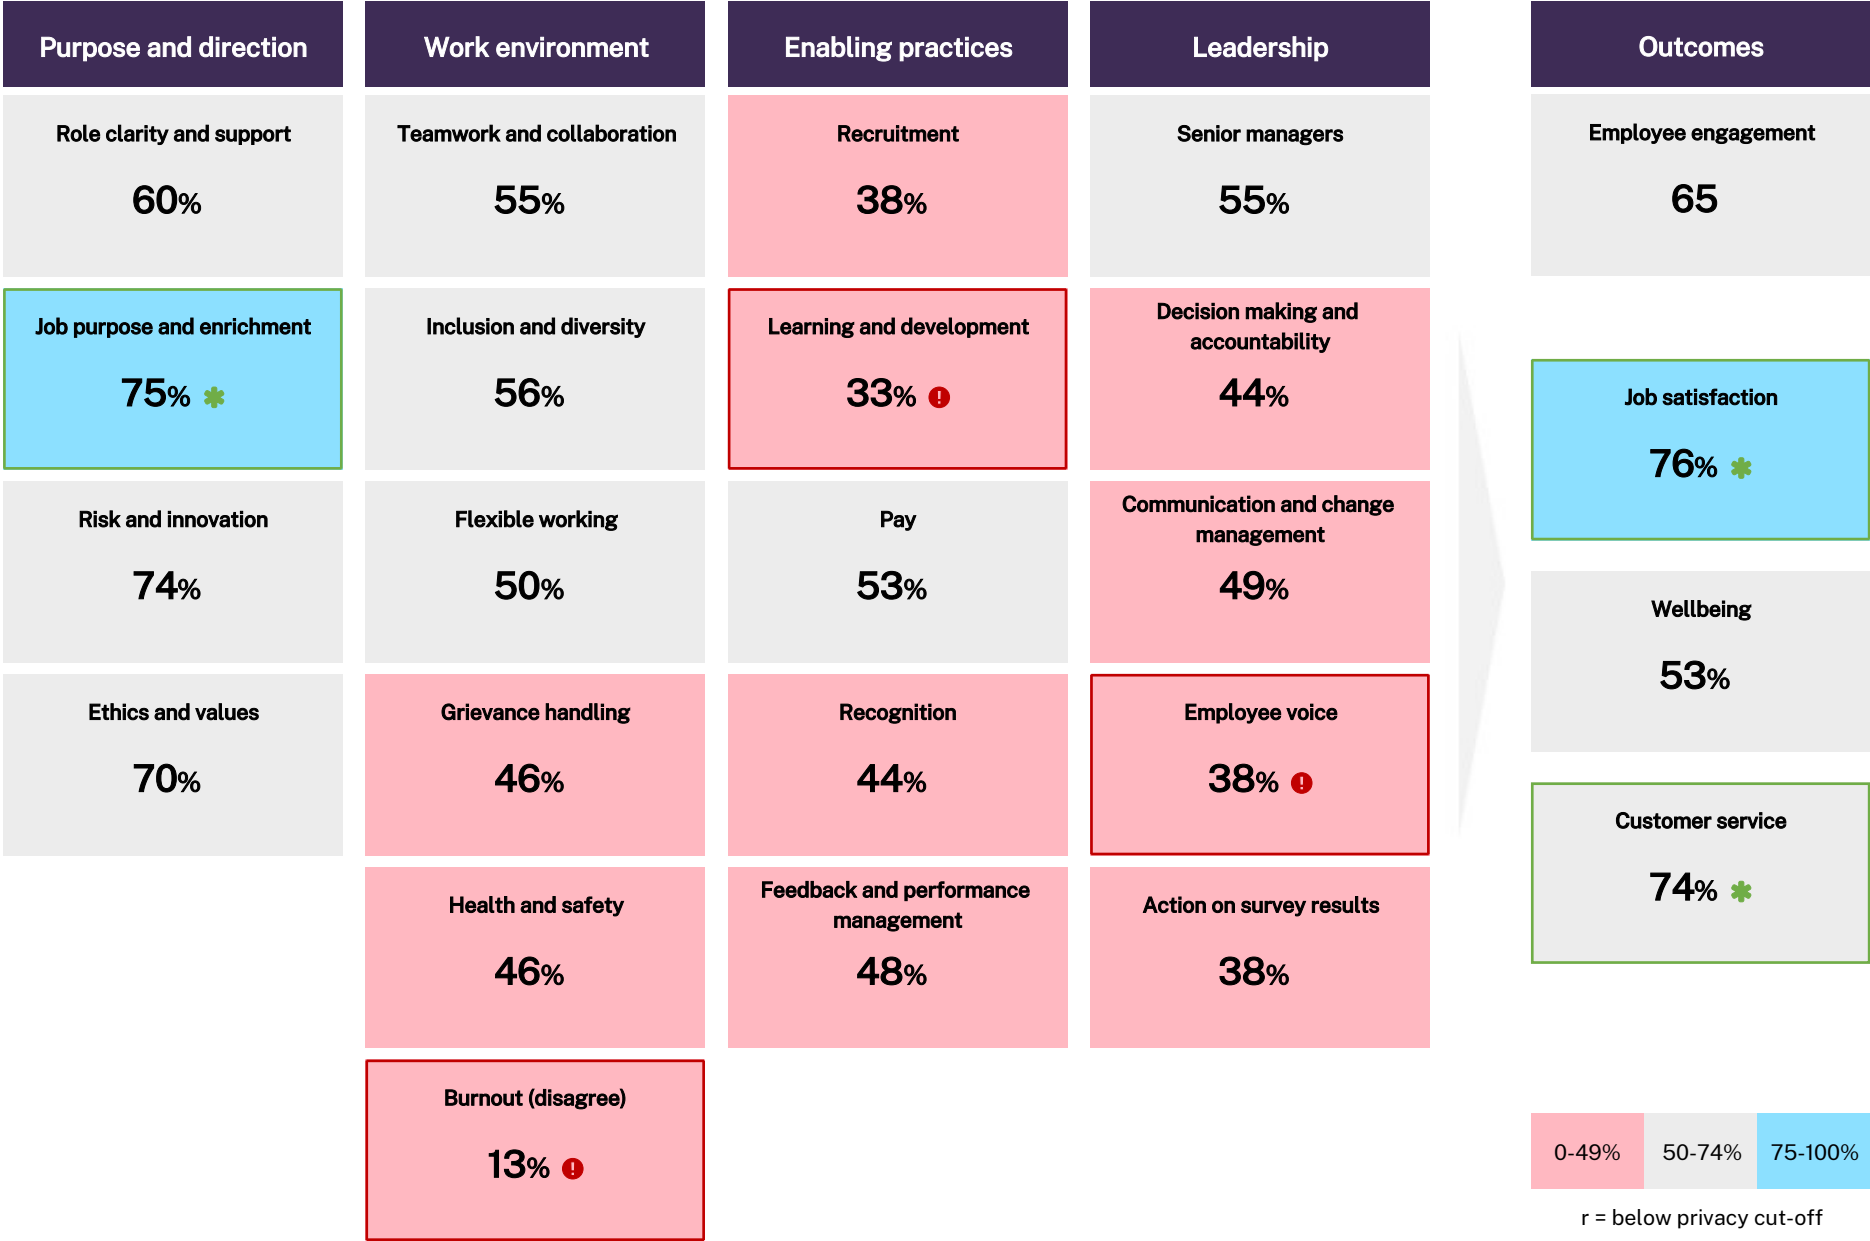 Purpose and direction
Role clarity and support
60%
Job purpose and enrichment
75%
Risk and innovation
74%
Ethics and values
70%
Work environment
Teamwork and collaboration
55%
Inclusion and diversity
56%
Flexible working
50%
Grievance handling
46%
Health and safety
46%
Burnout (disagree)
13%
Enabling practices
Recruitment
38%
Learning and development
33%
Pay
53%
Recognition
44%
Feedback and performance
management
48%
Leadership
Senior managers
55%
Decision making and
accountability
44%
Communication and change
management
49%
Employee voice
38%
Action on survey results
38%
Outcomes
Employee engagement
65
Job satisfaction
76%
Wellbeing
53%
Customer service
74%
0-49%
50-74%
75-100%
r = below privacy cut-off